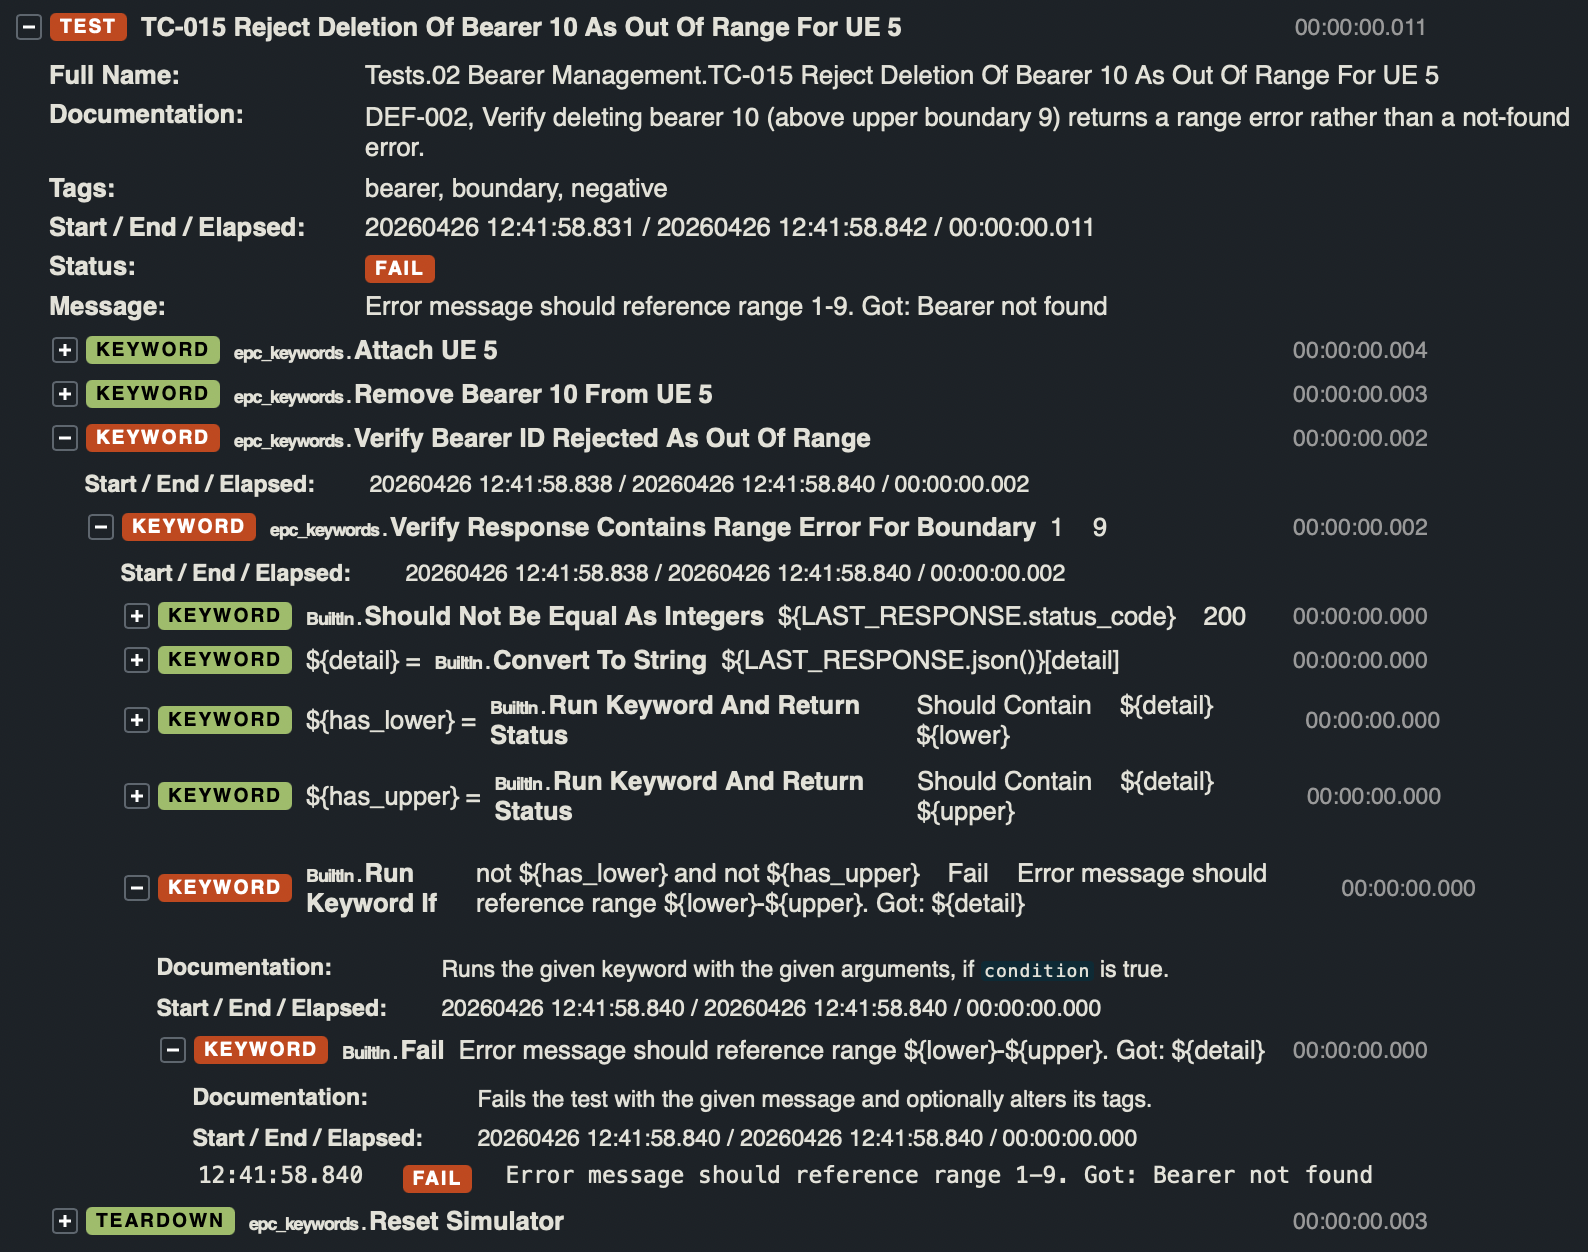 TEST TC-015 Reject Deletion Of Bearer 10 As Out Of Range For UE 5 00:00:00.011
Full Name: Tests.02 Bearer Management.TC-015 Reject Deletion Of Bearer 10 As Out Of Range For UE 5
Documentation: DEF-002, Verify deleting bearer 10 (above upper boundary 9) returns a range error rather than a not-found
error.
Tags: bearer, boundary, negative
Start / End / Elapsed: 20260426 12:41:58.831 / 20260426 12:41:58.842 / 00:00:00.011
Status: FAIL
Message: Error message should reference range 1-9. Got: Bearer not found
KEYWORD epc_keywords.Attach UE 5 00:00:00.004
KEYWORD epc_keywords.Remove Bearer 10 From UE 5 00:00:00.003
KEYWORD epc_keywords.Verify Bearer ID Rejected As Out Of Range 00:00:00.002
Start / End / Elapsed: 20260426 12:41:58.838 / 20260426 12:41:58.840 / 00:00:00.002
KEYWORD epc_keywords.Verify Response Contains Range Error For Boundary 1 9 00:00:00.002
Start / End / Elapsed: 20260426 12:41:58.838 / 20260426 12:41:58.840 / 00:00:00.002
KEYWORD BuiltIn.Should Not Be Equal As Integers ${LAST_RESPONSE.status_code} 200 00:00:00.000
KEYWORD ${detail} = BuiltIn.Convert To String ${LAST_RESPONSE.json()}[detail] 00:00:00.000
KEYWORD ${has_lower} = BuiltIn.Run Keyword And Return Status Should Contain ${detail} ${lower} 00:00:00.000
KEYWORD ${has_upper} = BuiltIn.Run Keyword And Return Status Should Contain ${detail} ${upper} 00:00:00.000
KEYWORD BuiltIn.Run Keyword If not ${has_lower} and not ${has_upper} Fail Error message should reference range ${lower}-${upper}. Got: ${detail} 00:00:00.000
Documentation: Runs the given keyword with the given arguments, if condition is true.
Start / End / Elapsed: 20260426 12:41:58.840 / 20260426 12:41:58.840 / 00:00:00.000
KEYWORD BuiltIn.Fail Error message should reference range ${lower}-${upper}. Got: ${detail} 00:00:00.000
Documentation: Fails the test with the given message and optionally alters its tags.
Start / End / Elapsed: 20260426 12:41:58.840 / 20260426 12:41:58.840 / 00:00:00.000
12:41:58.840 FAIL Error message should reference range 1-9. Got: Bearer not found
TEARDOWN epc_keywords.Reset Simulator 00:00:00.003